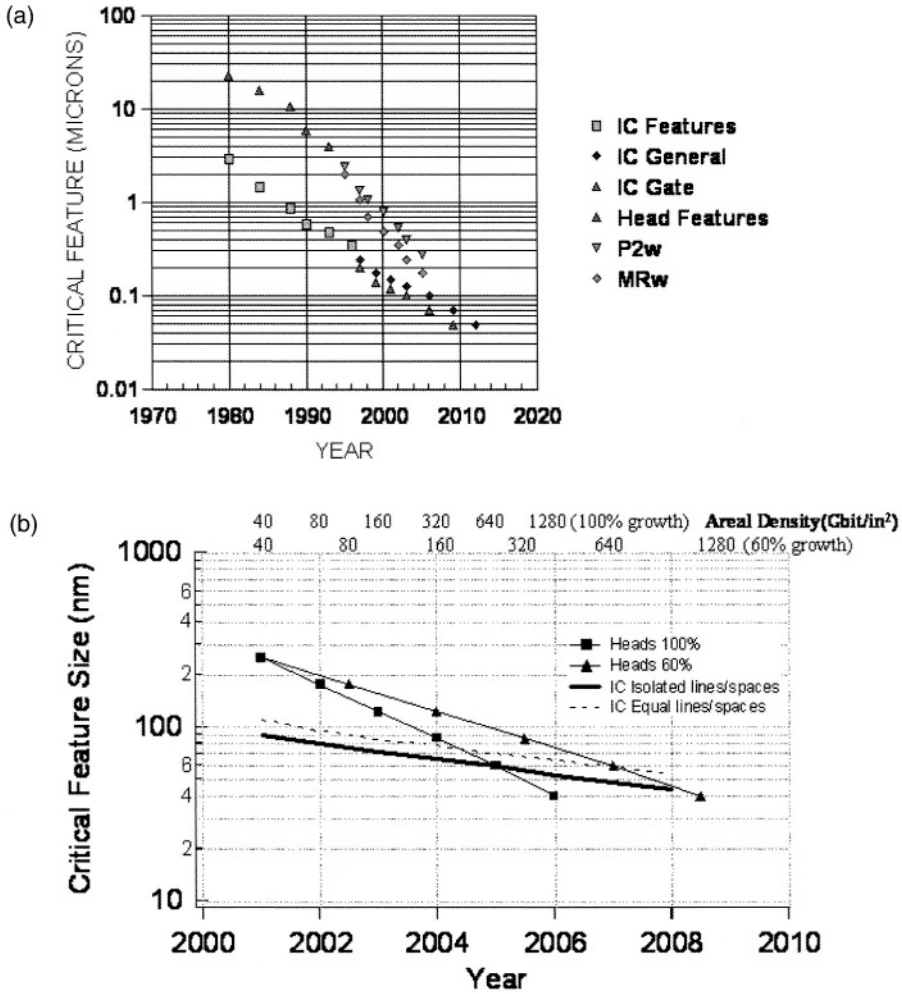 (a)
CRITICAL FEATURE (MICRONS)
100
10
1
0.1
0.01
1970 1980 1990 2000 2010 2020
YEAR
IC Features
IC General
IC Gate
Head Features
P2w
MRw
(b)
40 80 160 320 640 1280 (100% growth) Areal Density(Gbit/in²)
40 80 160 320 640 1280 (60% growth)
Critical Feature Size (nm)
1000
6
4
2
100
6
4
2
10
Heads 100%
Heads 60%
IC Isolated lines/spaces
IC Equal lines/spaces
2000 2002 2004 2006 2008 2010
Year